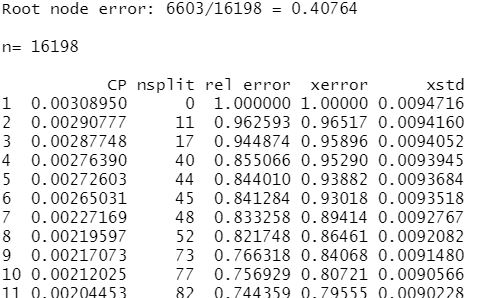 Root node error: 6603/16198 = 0.40764
n= 16198
CP nsplit rel error xerror xstd
1 0.00308950 0 1.000000 1.00000 0.0094716
2 0.00290777 11 0.962593 0.96517 0.0094160
3 0.00287748 17 0.944874 0.95896 0.0094052
4 0.00276390 40 0.855066 0.95290 0.0093945
5 0.00272603 44 0.844010 0.93882 0.0093684
6 0.00265031 45 0.841284 0.93018 0.0093518
7 0.00227169 48 0.833258 0.89414 0.0092767
8 0.00219597 52 0.821748 0.86461 0.0092082
9 0.00217073 73 0.766318 0.84068 0.0091480
10 0.00212025 77 0.756929 0.80721 0.0090566
11 0.00204453 82 0.744359 0.79555 0.0090228